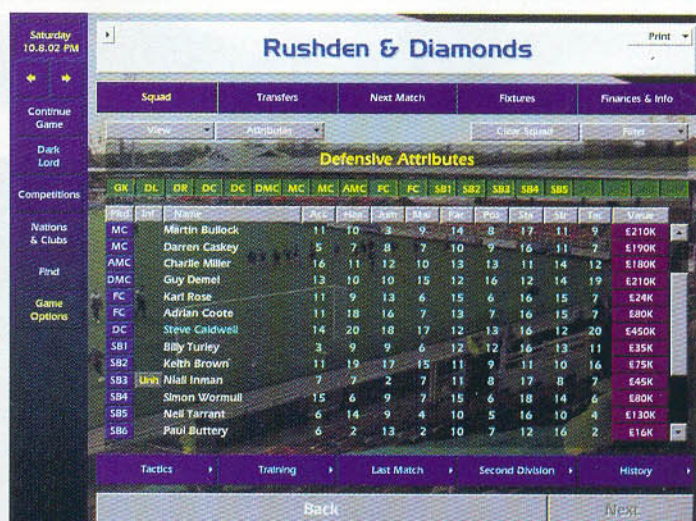 Saturday
10.8.02 PM
Continue
Game
Dark
Lord
Competitions
Nations
& Clubs
Find
Game
Options
Rushden & Diamonds
Print
Squad Transfers Next Match Fixtures Finances & Info
View Attributes Clear Squad Filter
Defensive Attributes
GK DL DR DC DC DMC MC MC AMC FC FC SB1 SB2 SB3 SB4 SB5
Pkd Inf Name Acc Hea Jum Mar Pac Pos Sta Str Tac Value
MC Martin Bullock 11 10 3 9 14 8 17 11 9 £210K
MC Darren Caskey 5 7 8 7 10 9 16 11 7 £190K
AMC Charlie Miller 16 11 12 10 13 13 11 14 12 £180K
DMC Guy Demel 13 10 10 15 12 16 12 14 19 £210K
FC Karl Rose 11 9 13 6 15 6 16 15 7 £24K
FC Adrian Coote 11 18 16 7 13 7 16 15 7 £80K
DC Steve Caldwell 14 20 18 17 12 13 16 12 20 £450K
SB1 Billy Turley 3 9 9 6 12 12 16 13 11 £35K
SB2 Keith Brown 11 19 17 15 11 9 11 10 16 £75K
SB3 Unh Niall Inman 7 7 2 7 11 8 17 8 7 £45K
SB4 Simon Wormull 15 6 9 7 15 6 18 14 6 £80K
SB5 Neil Tarrant 6 14 9 4 10 5 16 10 4 £130K
SB6 Paul Buttery 6 2 13 2 10 7 12 16 2 £16K
Tactics Training Last Match Second Division History
Back Next